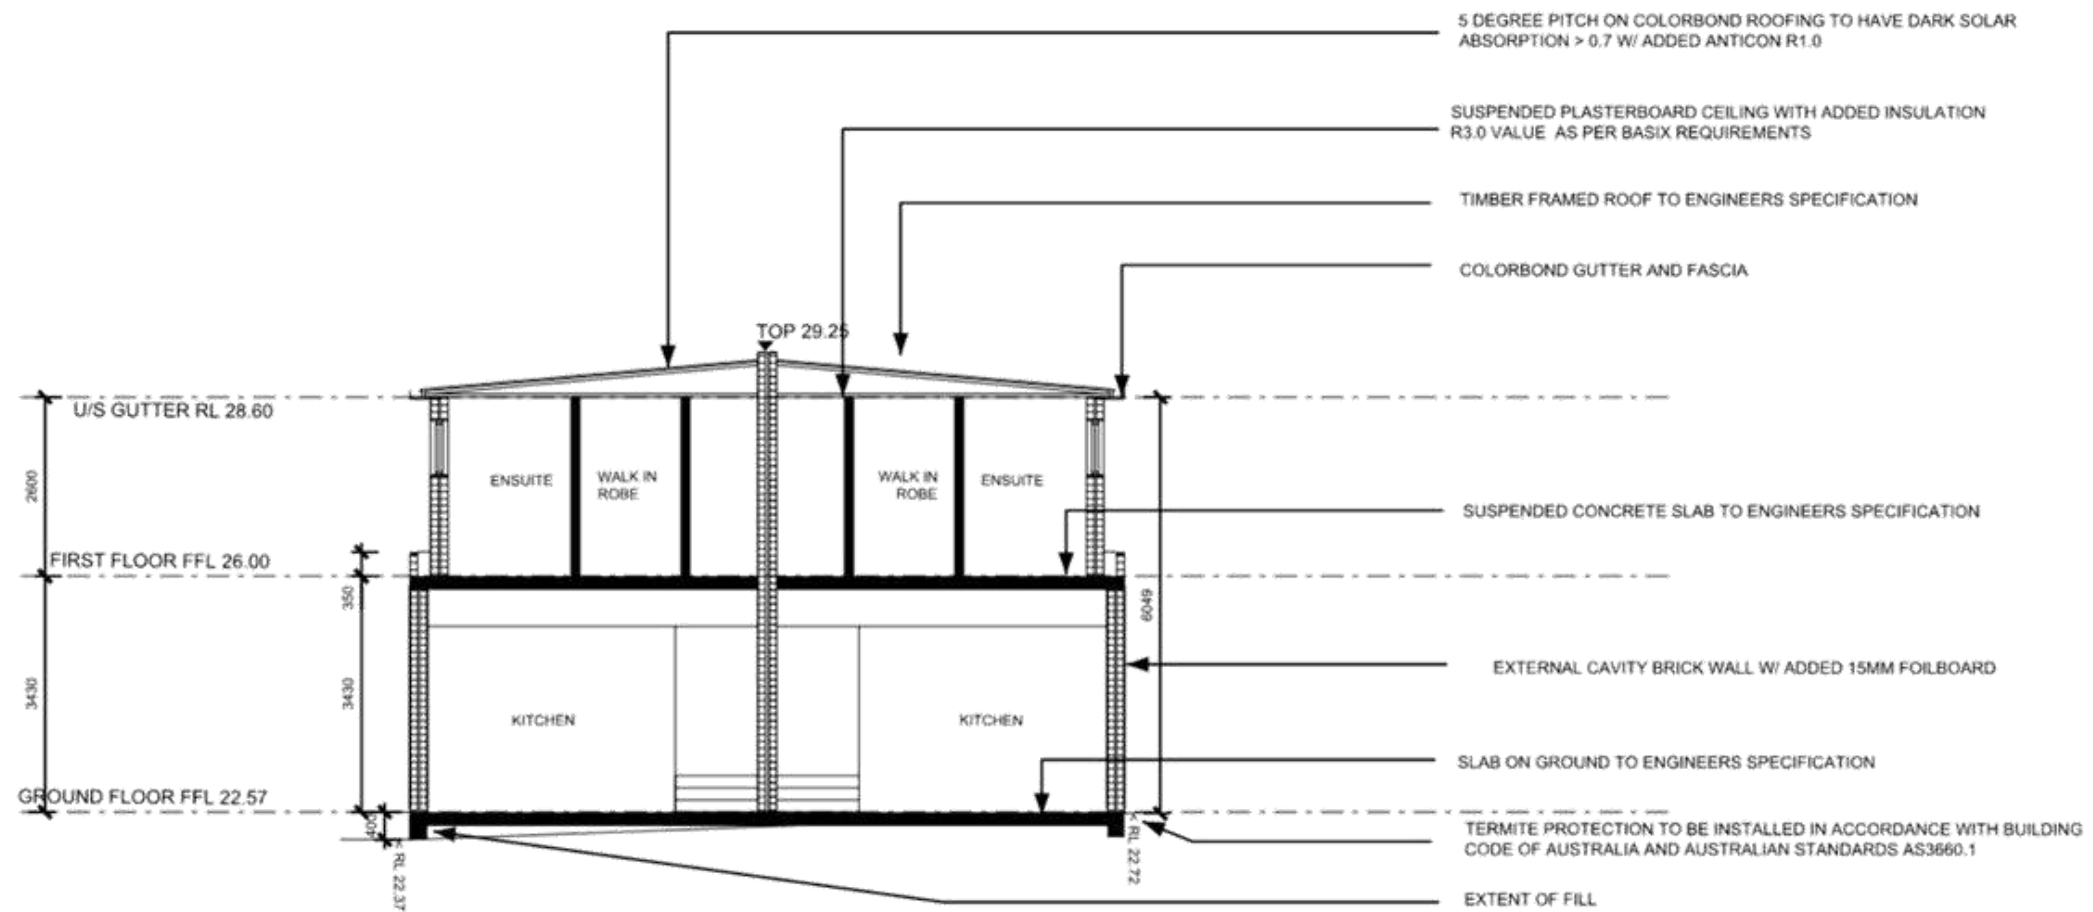 5 DEGREE PITCH ON COLORBOND ROOFING TO HAVE DARK SOLAR
ABSORPTION > 0.7 W/ ADDED ANTICON R1.0
SUSPENDED PLASTERBOARD CEILING WITH ADDED INSULATION
R3.0 VALUE AS PER BASIX REQUIREMENTS
TIMBER FRAMED ROOF TO ENGINEERS SPECIFICATION
COLORBOND GUTTER AND FASCIA
TOP 29.25
U/S GUTTER RL 28.60
2600
ENSUITE
WALK IN
ROBE
WALK IN
ROBE
ENSUITE
SUSPENDED CONCRETE SLAB TO ENGINEERS SPECIFICATION
FIRST FLOOR FFL 26.00
350
6049
EXTERNAL CAVITY BRICK WALL W/ ADDED 15MM FOILBOARD
3430
3430
KITCHEN
KITCHEN
SLAB ON GROUND TO ENGINEERS SPECIFICATION
GROUND FLOOR FFL 22.57
400
TERMITE PROTECTION TO BE INSTALLED IN ACCORDANCE WITH BUILDING
CODE OF AUSTRALIA AND AUSTRALIAN STANDARDS AS3660.1
< RL 22.37
< RL 22.72
EXTENT OF FILL